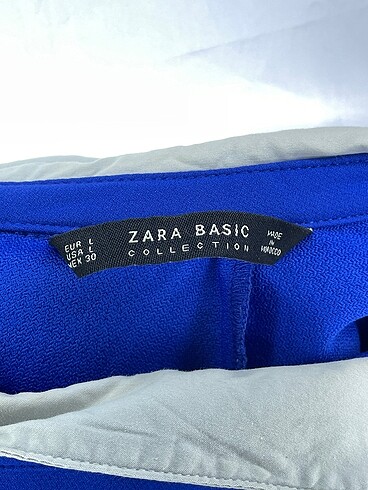 EUR L
USA L
MEX 30
ZARA BASIC
COLLECTION
MADE
IN
MOROCCO